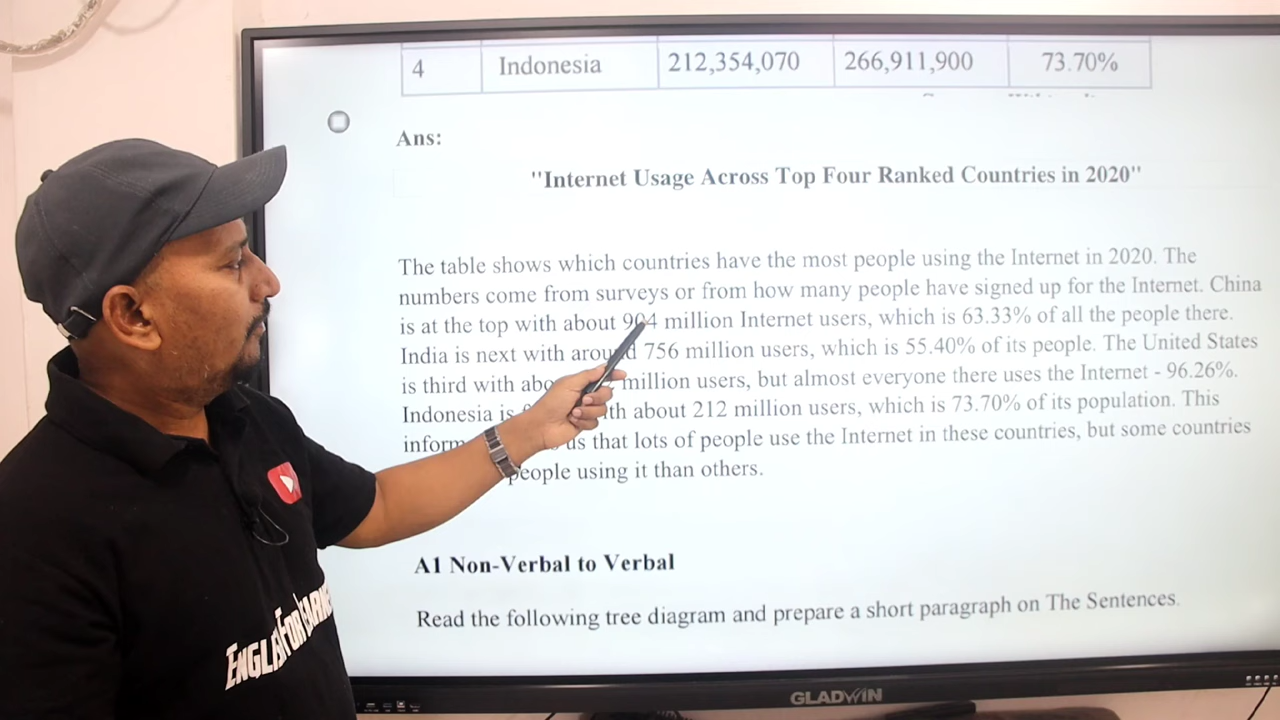 4 Indonesia 212,354,070 266,911,900 73.70%
Ans:
"Internet Usage Across Top Four Ranked Countries in 2020"
The table shows which countries have the most people using the Internet in 2020. The
numbers come from surveys or from how many people have signed up for the Internet. China
is at the top with about 904 million Internet users, which is 63.33% of all the people there.
India is next with around 756 million users, which is 55.40% of its people. The United States
is third with million users, but almost everyone there uses the Internet - 96.26%.
Indonesia is about 212 million users, which is 73.70% of its population. This
us that lots of people use the Internet in these countries, but some countries
people using it than others.
A1 Non-Verbal to Verbal
Read the following tree diagram and prepare a short paragraph on The Sentences.
GLADWIN
ENGLISH FOR